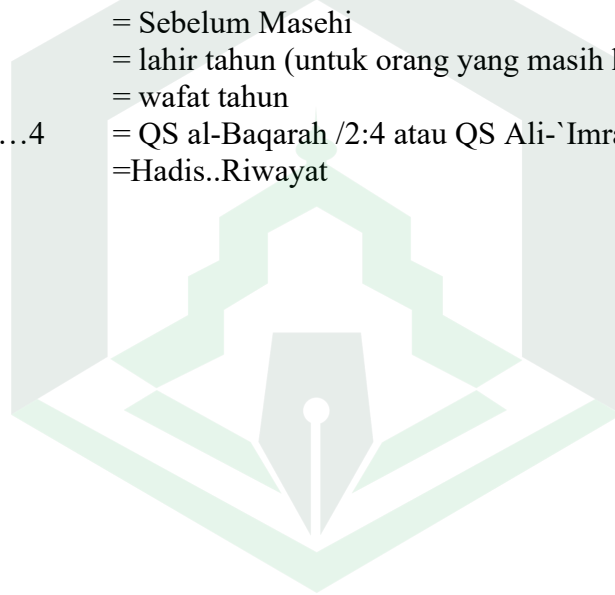 = Sebelum Masehi
= lahir tahun (untuk orang yang masih
= wafat tahun
…4 = QS al-Baqarah /2:4 atau QS Ali-`Imra
=Hadis..Riwayat